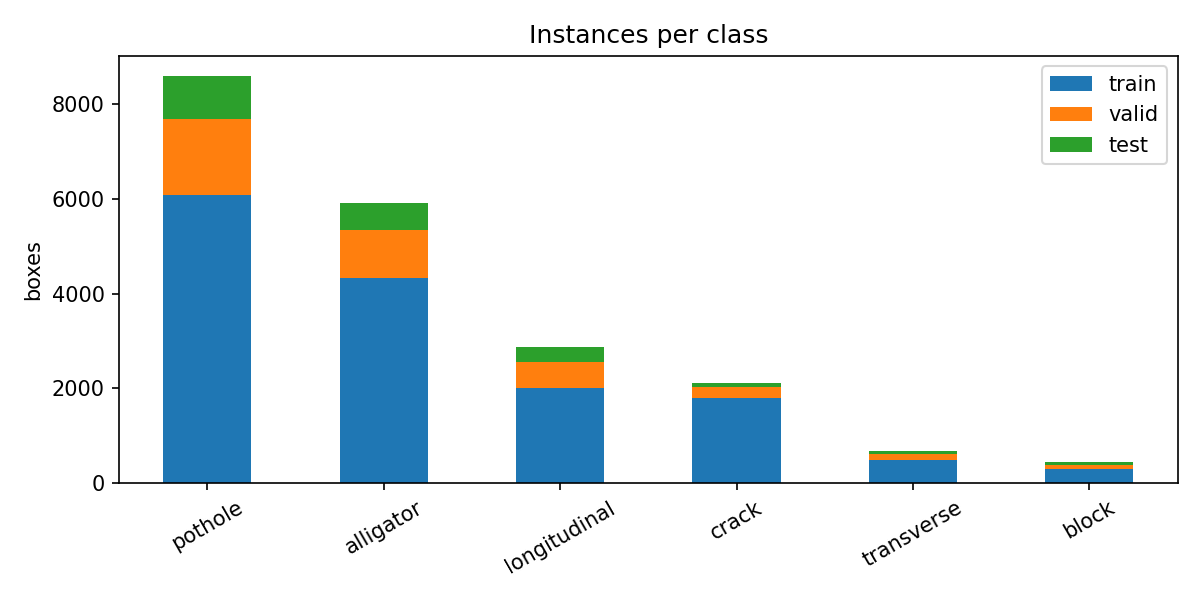 Instances per class
train
valid
test
8000
6000
4000
2000
0
boxes
pothole
alligator
longitudinal
crack
transverse
block